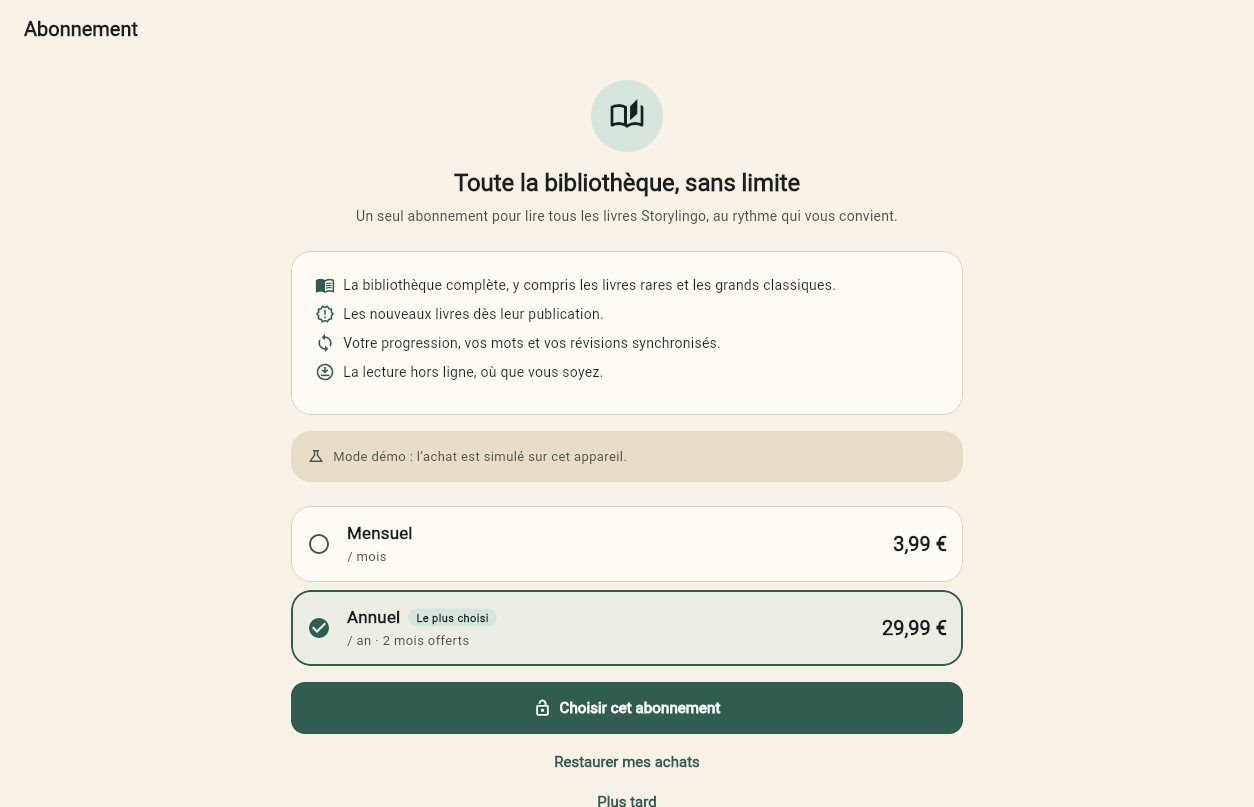 Abonnement
Toute la bibliothèque, sans limite
Un seul abonnement pour lire tous les livres Storylingo, au rythme qui vous convient.
La bibliothèque complète, y compris les livres rares et les grands classiques.
Les nouveaux livres dès leur publication.
Votre progression, vos mots et vos révisions synchronisés.
La lecture hors ligne, où que vous soyez.
Mode démo : l'achat est simulé sur cet appareil.
Mensuel
/ mois
3,99 €
Annuel Le plus choisi
/ an · 2 mois offerts
29,99 €
Choisir cet abonnement
Restaurer mes achats
Plus tard